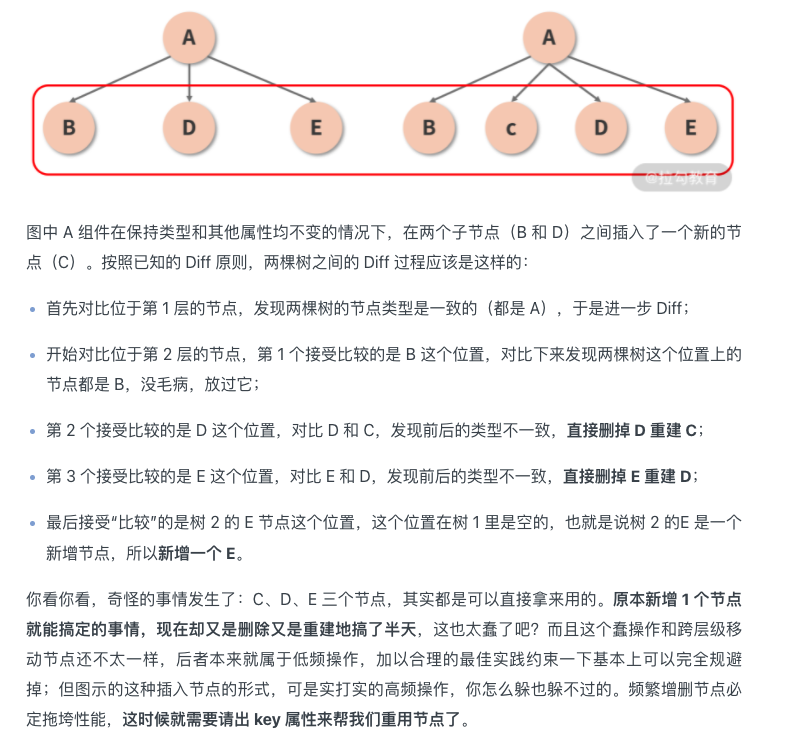 A A
B D E B c D E
@拉勾教育
图中 A 组件在保持类型和其他属性均不变的情况下，在两个子节点（B 和 D）之间插入了一个新的节
点（C）。按照已知的 Diff 原则，两棵树之间的 Diff 过程应该是这样的：
首先对比位于第 1 层的节点，发现两棵树的节点类型是一致的（都是 A），于是进一步 Diff；
开始对比位于第 2 层的节点，第 1 个接受比较的是 B 这个位置，对比下来发现两棵树这个位置上的
节点都是 B，没毛病，放过它；
第 2 个接受比较的是 D 这个位置，对比 D 和 C，发现前后的类型不一致，直接删掉 D 重建 C；
第 3 个接受比较的是 E 这个位置，对比 E 和 D，发现前后的类型不一致，直接删掉 E 重建 D；
最后接受“比较”的是树 2 的 E 节点这个位置，这个位置在树 1 里是空的，也就是说树 2 的E 是一个
新增节点，所以新增一个 E。
你看你看，奇怪的事情发生了：C、D、E 三个节点，其实都是可以直接拿来用的。原本新增 1 个节点
就能搞定的事情，现在却又是删除又是重建地搞了半天，这也太蠢了吧？而且这个蠢操作和跨层级移
动节点还不太一样，后者本来就属于低频操作，加以合理的最佳实践约束一下基本上可以完全规避
掉；但图示的这种插入节点的形式，可是实打实的高频操作，你怎么躲也躲不过的。频繁增删节点必
定拖垮性能，这时候就需要请出 key 属性来帮我们重用节点了。